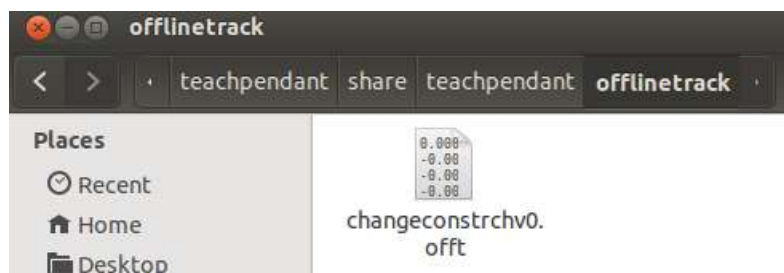 offlinetrack
teachpendant share teachpendant offlinetrack
Places
Recent
Home
Desktop
0.000
-0.00
-0.00
-0.00
changeconstrchv0.
offt